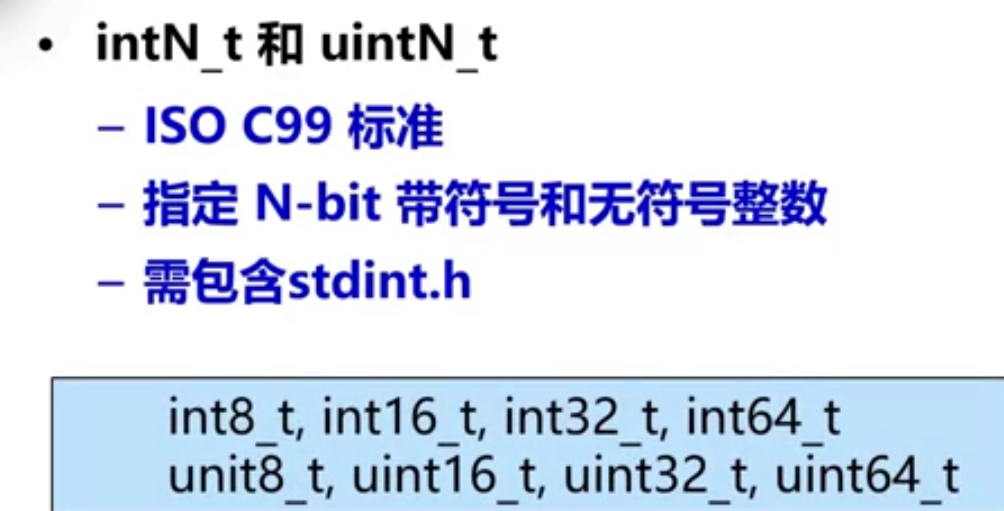 • intN_t 和 uintN_t
– ISO C99 标准
– 指定 N-bit 带符号和无符号整数
– 需包含stdint.h
int8_t, int16_t, int32_t, int64_t
unit8_t, uint16_t, uint32_t, uint64_t